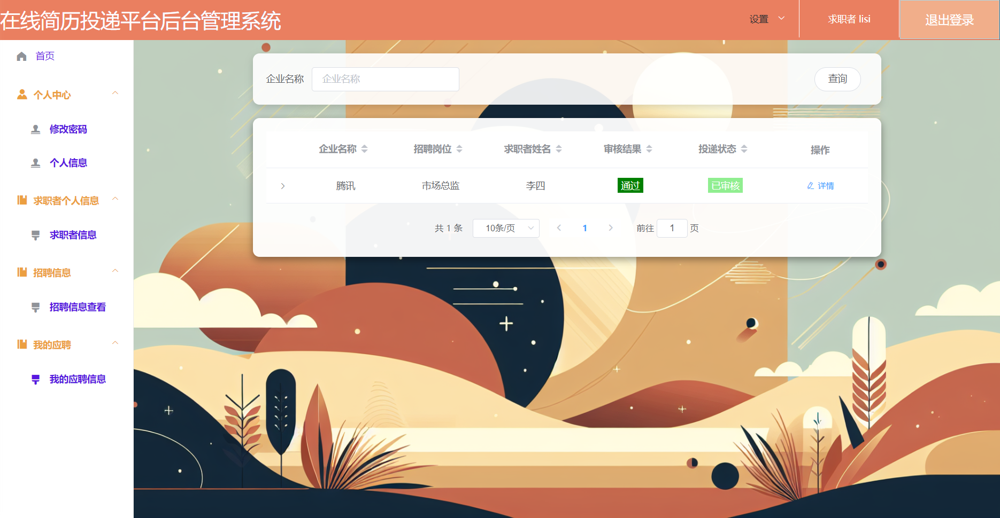 在线简历投递平台后台管理系统
设置
求职者 lisi
退出登录
首页
个人中心
修改密码
个人信息
求职者个人信息
求职者信息
招聘信息
招聘信息查看
我的应聘
我的应聘信息
企业名称
企业名称
查询
企业名称 招聘岗位 求职者姓名 审核结果 投递状态 操作
腾讯 市场总监 李四 通过 已审核 详情
共 1 条 10条/页 1 前往 1 页